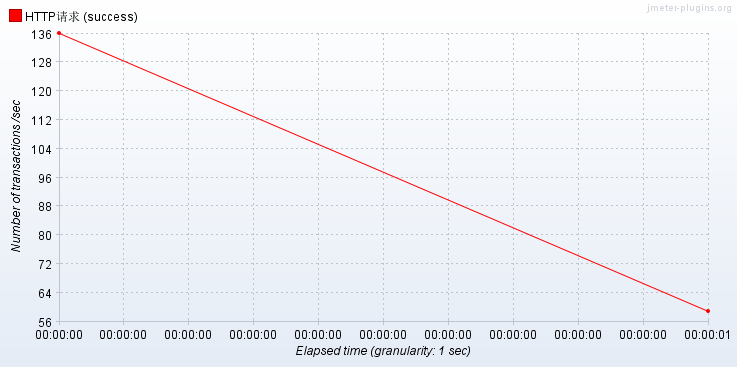 jmeter-plugins.org
HTTP请求 (success)
136
128
120
112
104
96
88
80
72
64
56
Number of transactions /sec
00:00:00 00:00:00 00:00:00 00:00:00 00:00:00 00:00:00 00:00:00 00:00:00 00:00:00 00:00:00 00:00:01
Elapsed time (granularity: 1 sec)